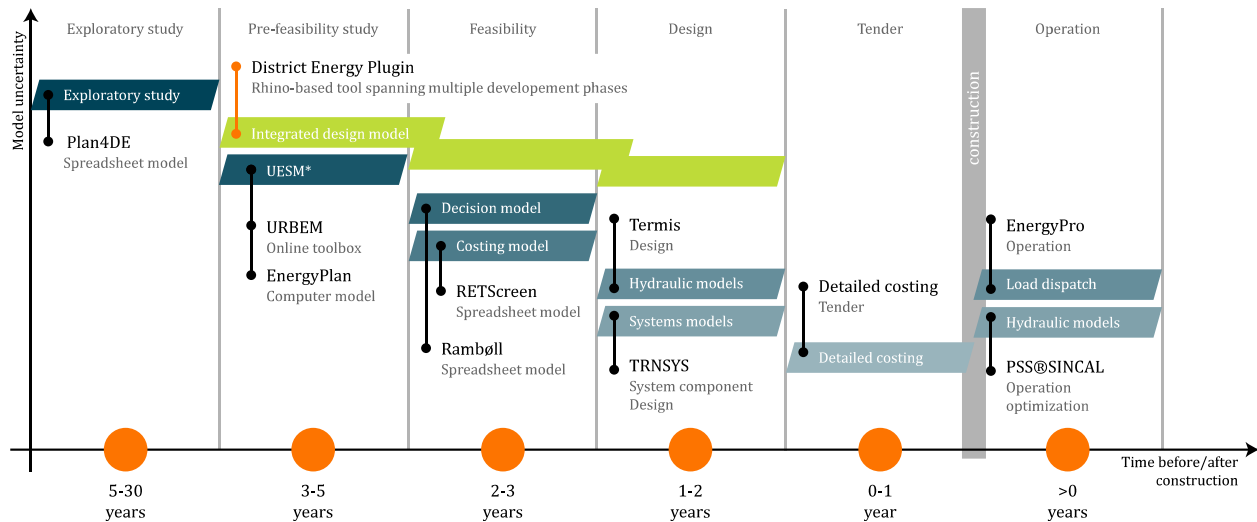 Exploratory study
Pre-feasibility study
Feasibility
Design
Tender
Operation
Model uncertainty
District Energy Plugin
Rhino-based tool spanning multiple developement phases
Exploratory study
Plan4DE
Spreadsheet model
Integrated design model
UESM*
URBEM
Online toolbox
EnergyPlan
Computer model
Decision model
Costing model
RETScreen
Spreadsheet model
Rambøll
Spreadsheet model
Termis
Design
Hydraulic models
Systems models
TRNSYS
System component
Design
Detailed costing
Tender
Detailed costing
construction
EnergyPro
Operation
Load dispatch
Hydraulic models
PSS®SINCAL
Operation
optimization
Time before/after
construction
5-30
years
3-5
years
2-3
years
1-2
years
0-1
year
>0
years